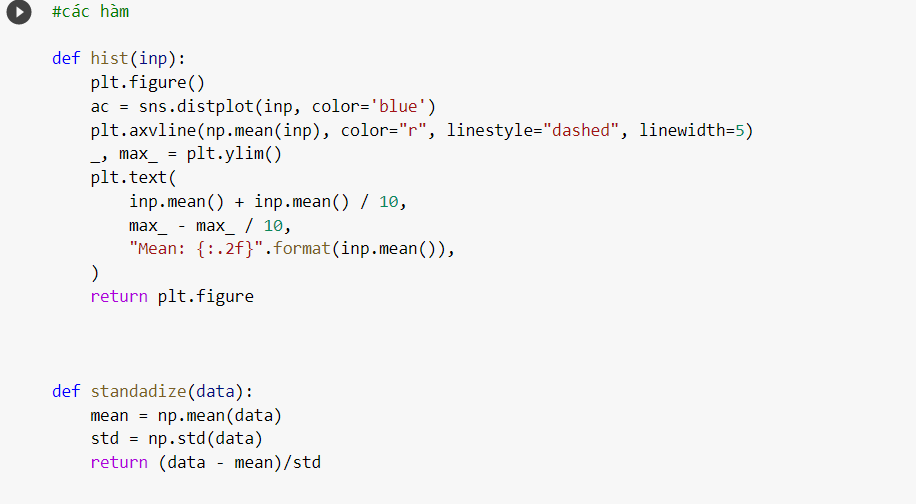 #các hàm
def hist(inp):
    plt.figure()
    ac = sns.distplot(inp, color='blue')
    plt.axvline(np.mean(inp), color="r", linestyle="dashed", linewidth=5)
    _, max_ = plt.ylim()
    plt.text(
        inp.mean() + inp.mean() / 10,
        max_ - max_ / 10,
        "Mean: {:.2f}".format(inp.mean()),
    )
    return plt.figure
def standadize(data):
    mean = np.mean(data)
    std = np.std(data)
    return (data - mean)/std